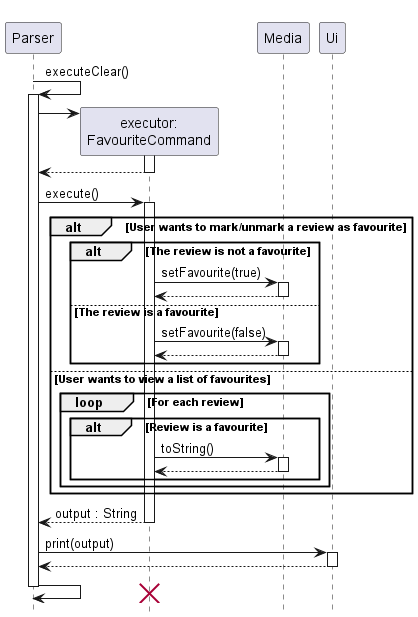 Parser
Media
Ui
executeClear()
executor:
FavouriteCommand
execute()
alt
[User wants to mark/unmark a review as favourite]
alt
[The review is not a favourite]
setFavourite(true)
[The review is a favourite]
setFavourite(false)
[User wants to view a list of favourites]
loop
[For each review]
alt
[Review is a favourite]
toString()
output : String
print(output)